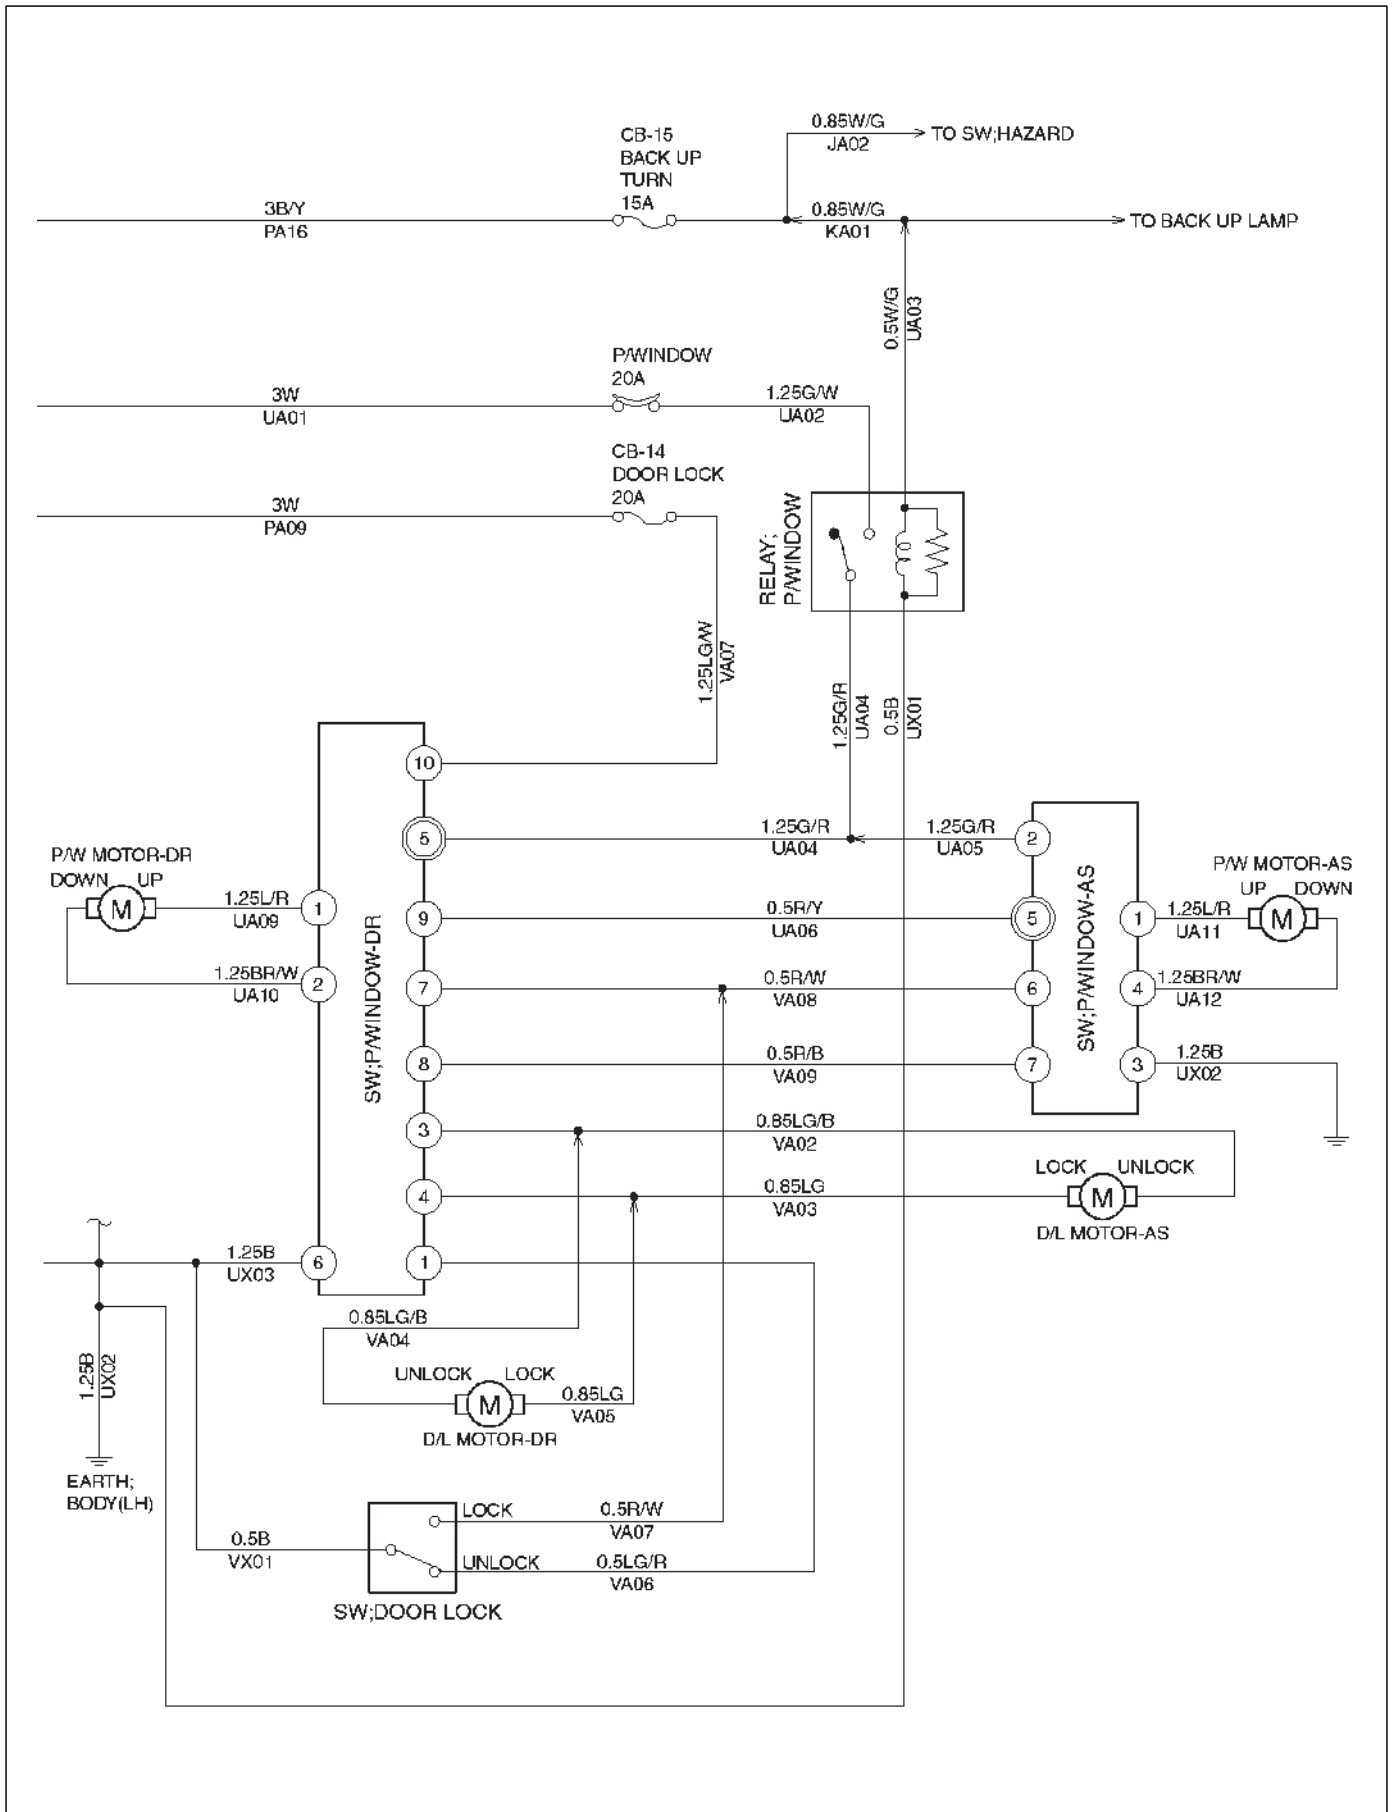 0.85W/G
JA02
TO SW;HAZARD
CB-15
BACK UP
TURN
15A
3B/Y
PA16
0.85W/G
KA01
TO BACK UP LAMP
0.5W/G
UA03
P/WINDOW
20A
3W
UA01
1.25G/W
UA02
CB-14
DOOR LOCK
20A
3W
PA09
RELAY;
P/WINDOW
1.25LG/W
VA07
1.25G/R
UA04
0.5B
UX01
10
5
1.25G/R
UA04
1.25G/R
UA05
2
P/W MOTOR-DR
DOWN UP
M
1.25L/R
UA09
1
1.25BR/W
UA10
2
SW;P/WINDOW-DR
9
0.5R/Y
UA06
5
7
0.5R/W
VA08
6
8
0.5R/B
VA09
7
SW;P/WINDOW-AS
P/W MOTOR-AS
UP DOWN
1
1.25L/R
UA11
M
4
1.25BR/W
UA12
3
1.25B
UX02
3
0.85LG/B
VA02
4
0.85LG
VA03
LOCK UNLOCK
M
D/L MOTOR-AS
1.25B
UX03
6
1
0.85LG/B
VA04
1.25B
UX02
UNLOCK LOCK
M
0.85LG
VA05
D/L MOTOR-DR
EARTH;
BODY(LH)
LOCK
0.5R/W
VA07
0.5B
VX01
UNLOCK
0.5LG/R
VA06
SW;DOOR LOCK